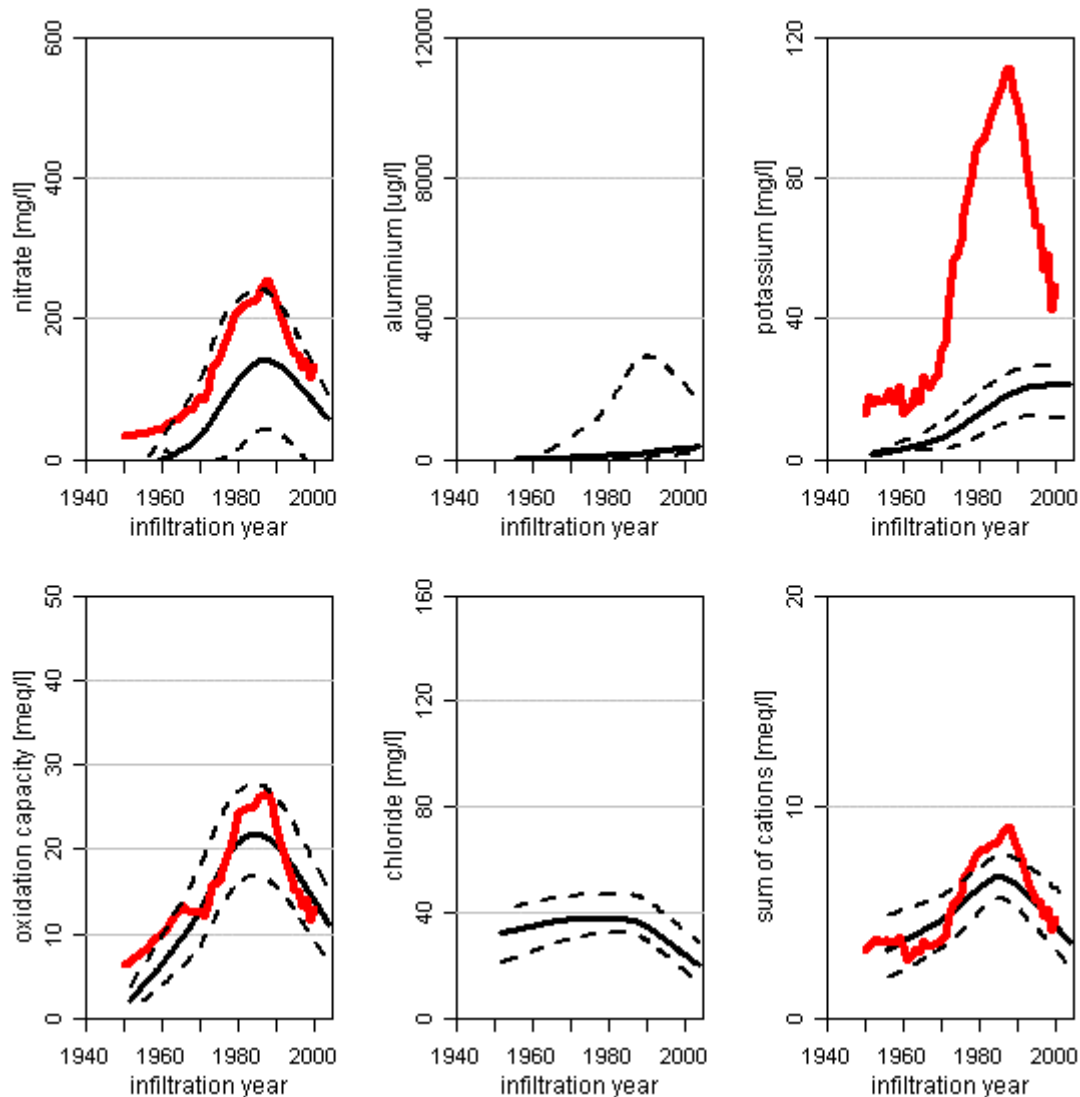 nitrate [mg/l]
600
400
200
0
1940 1960 1980 2000
infiltration year
aluminium [ug/l]
12000
8000
4000
0
1940 1960 1980 2000
infiltration year
potassium [mg/l]
120
80
40
0
1940 1960 1980 2000
infiltration year
oxidation capacity [meq/l]
50
40
30
20
10
0
1940 1960 1980 2000
infiltration year
chloride [mg/l]
160
120
80
40
0
1940 1960 1980 2000
infiltration year
sum of cations [meq/l]
20
10
0
1940 1960 1980 2000
infiltration year